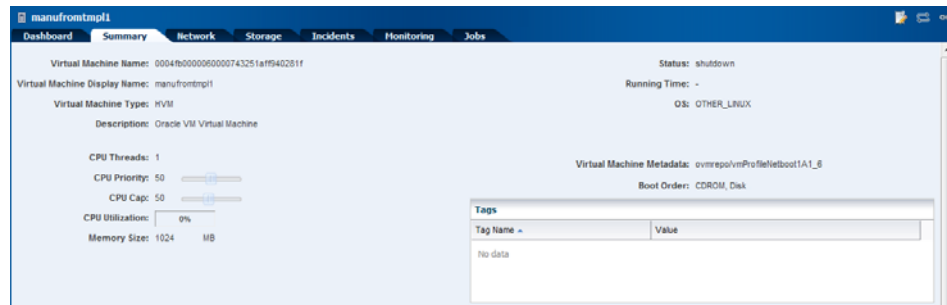 manufromtmpl1
Dashboard Summary Network Storage Incidents Monitoring Jobs
Virtual Machine Name: 0004fb0000060000743251aff940281f
Virtual Machine Display Name: manufromtmpl1
Virtual Machine Type: HVM
Description: Oracle VM Virtual Machine
CPU Threads: 1
CPU Priority: 50
CPU Cap: 50
CPU Utilization: 0%
Memory Size: 1024 MB
Status: shutdown
Running Time: -
OS: OTHER_LINUX
Virtual Machine Metadata: ovmrepo/vmProfileNetboot1A1_6
Boot Order: CDROM, Disk
Tags
Tag Name Value
No data